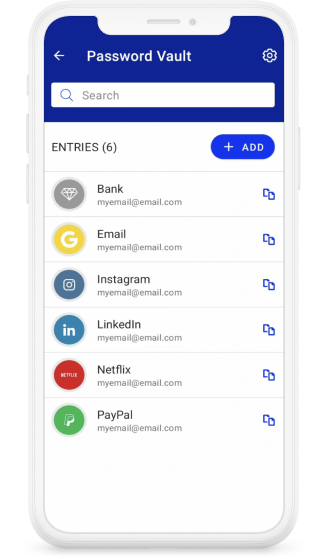 Password Vault
Search
ENTRIES (6)
+ ADD
Bank
myemail@email.com
G
Email
myemail@email.com
Instagram
myemail@email.com
in
LinkedIn
myemail@email.com
NETFLIX
Netflix
myemail@email.com
PayPal
myemail@email.com